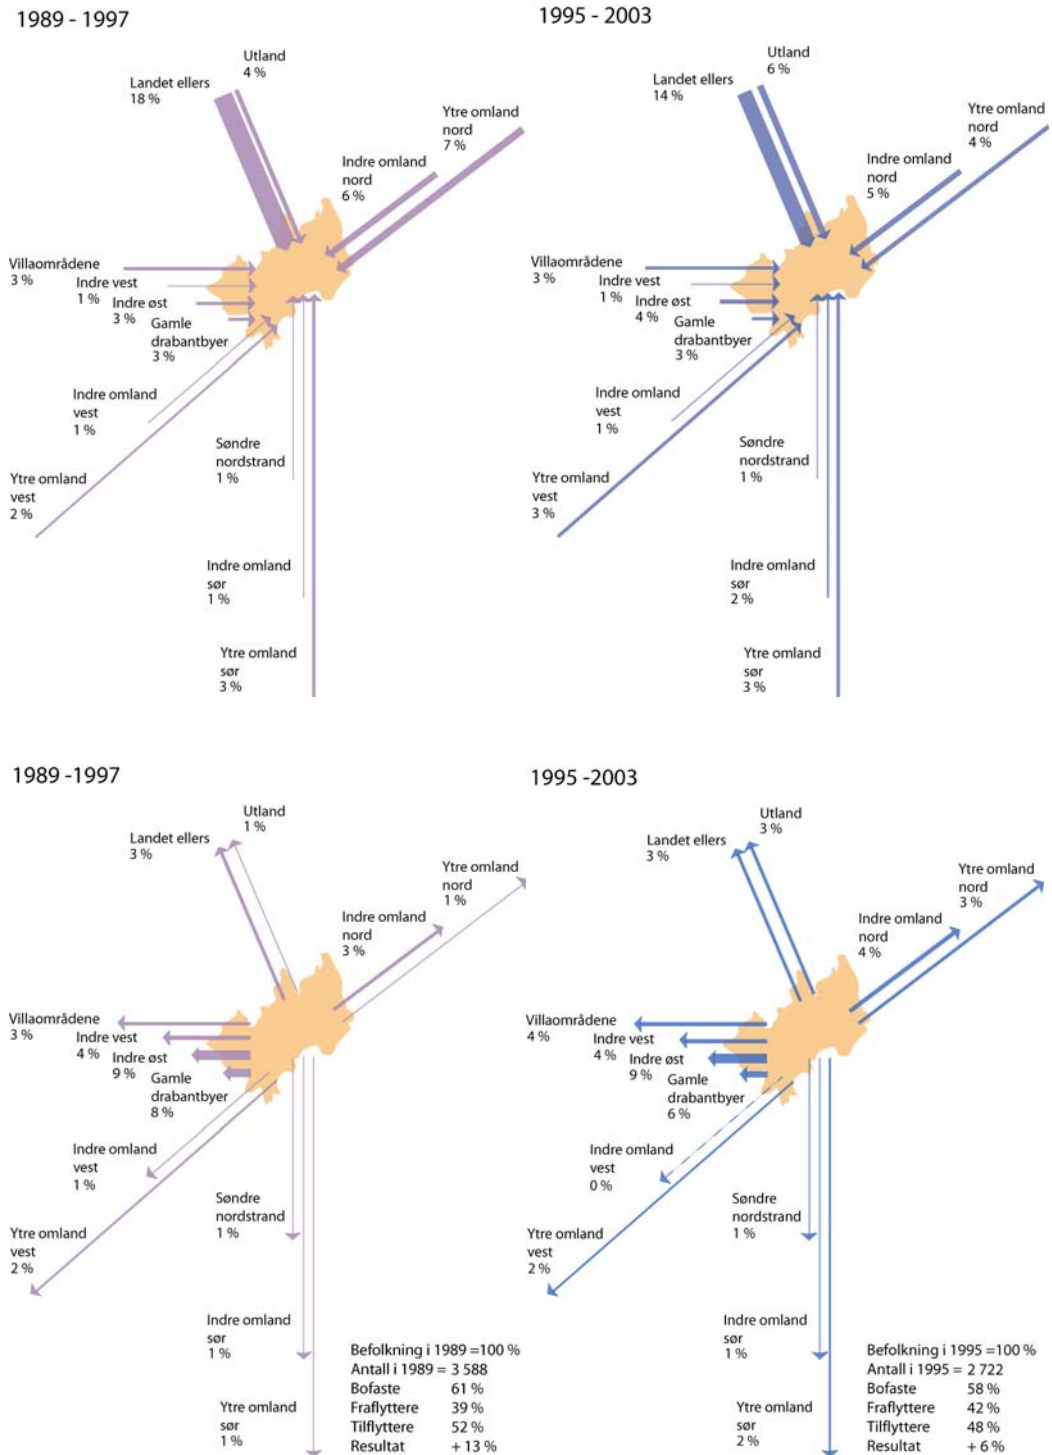 1989 - 1997
Utland
4 %
Landet ellers
18 %
Ytre omland
nord
7 %
Indre omland
nord
6 %
Villaområdene
3 %
Indre vest
1 %
Indre øst
3 %
Gamle
drabantbyer
3 %
Indre omland
vest
1 %
Søndre
nordstrand
1 %
Ytre omland
vest
2 %
Indre omland
sør
1 %
Ytre omland
sør
3 %
1995 - 2003
Utland
6 %
Landet ellers
14 %
Ytre omland
nord
4 %
Indre omland
nord
5 %
Villaområdene
3 %
Indre vest
1 %
Indre øst
4 %
Gamle
drabantbyer
3 %
Indre omland
vest
1 %
Søndre
nordstrand
1 %
Ytre omland
vest
3 %
Indre omland
sør
2 %
Ytre omland
sør
3 %
1989 -1997
Utland
1 %
Landet ellers
3 %
Ytre omland
nord
1 %
Indre omland
nord
3 %
Villaområdene
3 %
Indre vest
4 %
Indre øst
9 %
Gamle
drabantbyer
8 %
Indre omland
vest
1 %
Søndre
nordstrand
1 %
Ytre omland
vest
2 %
Indre omland
sør
1 %
Ytre omland
sør
1 %
Befolkning i 1989 =100 %
Antall i 1989 = 3 588
Bofaste 61 %
Fraflyttere 39 %
Tilflyttere 52 %
Resultat + 13 %
1995 -2003
Utland
3 %
Landet ellers
3 %
Ytre omland
nord
3 %
Indre omland
nord
4 %
Villaområdene
4 %
Indre vest
4 %
Indre øst
9 %
Gamle
drabantbyer
6 %
Indre omland
vest
0 %
Søndre
nordstrand
1 %
Ytre omland
vest
2 %
Indre omland
sør
1 %
Ytre omland
sør
2 %
Befolkning i 1995 =100 %
Antall i 1995 = 2 722
Bofaste 58 %
Fraflyttere 42 %
Tilflyttere 48 %
Resultat + 6 %